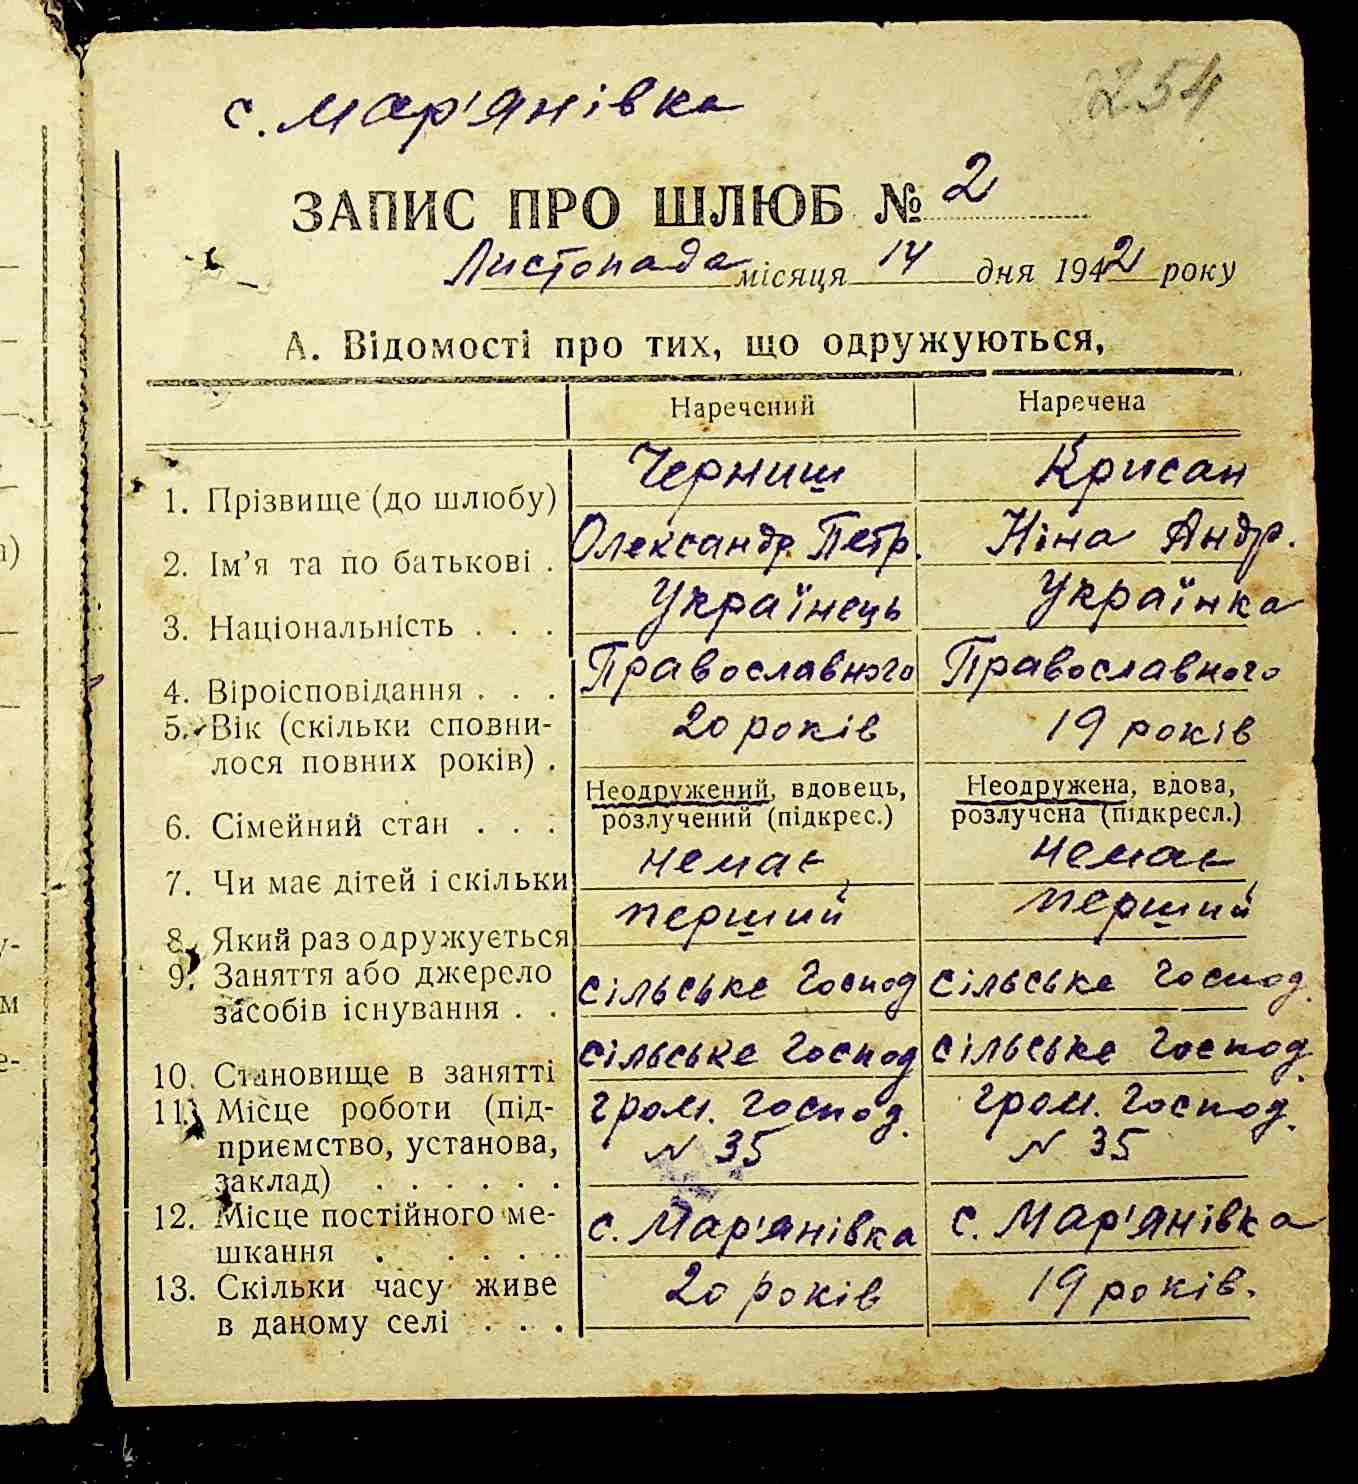 с. Мар'янівка
254
ЗАПИС ПРО ШЛЮБ № 2
Листопада місяця 14 дня 1942 року
А. Відомості про тих, що одружуються,
Наречений Наречена
1. Прізвище (до шлюбу) Черниш Крисан
2. Ім'я та по батькові . Олександр Петр. Ніна Андр.
3. Національність . . . Українець Українка
4. Віроісповідання . . . Православного Православного
5. Вік (скільки сповни-
лося повних років) . 20 років 19 років
6. Сімейний стан . . . Неодружений, вдовець, Неодружена, вдова,
розлучений (підкрес.) розлучена (підкресл.)
7. Чи має дітей і скільки немає немає
8. Який раз одружується перший перший
9. Заняття або джерело
засобів існування . . сільське господ сільське господ.
10. Становище в занятті сільське господ сільське господ.
11. Місце роботи (під- гром. господ. гром. господ.
приємство, установа, N 35 N 35
заклад) . . . . . .
12. Місце постійного ме- с. Мар'янівка с. Мар'янівка
шкання . . . . .
13. Скільки часу живе 20 років 19 років.
в даному селі . . .